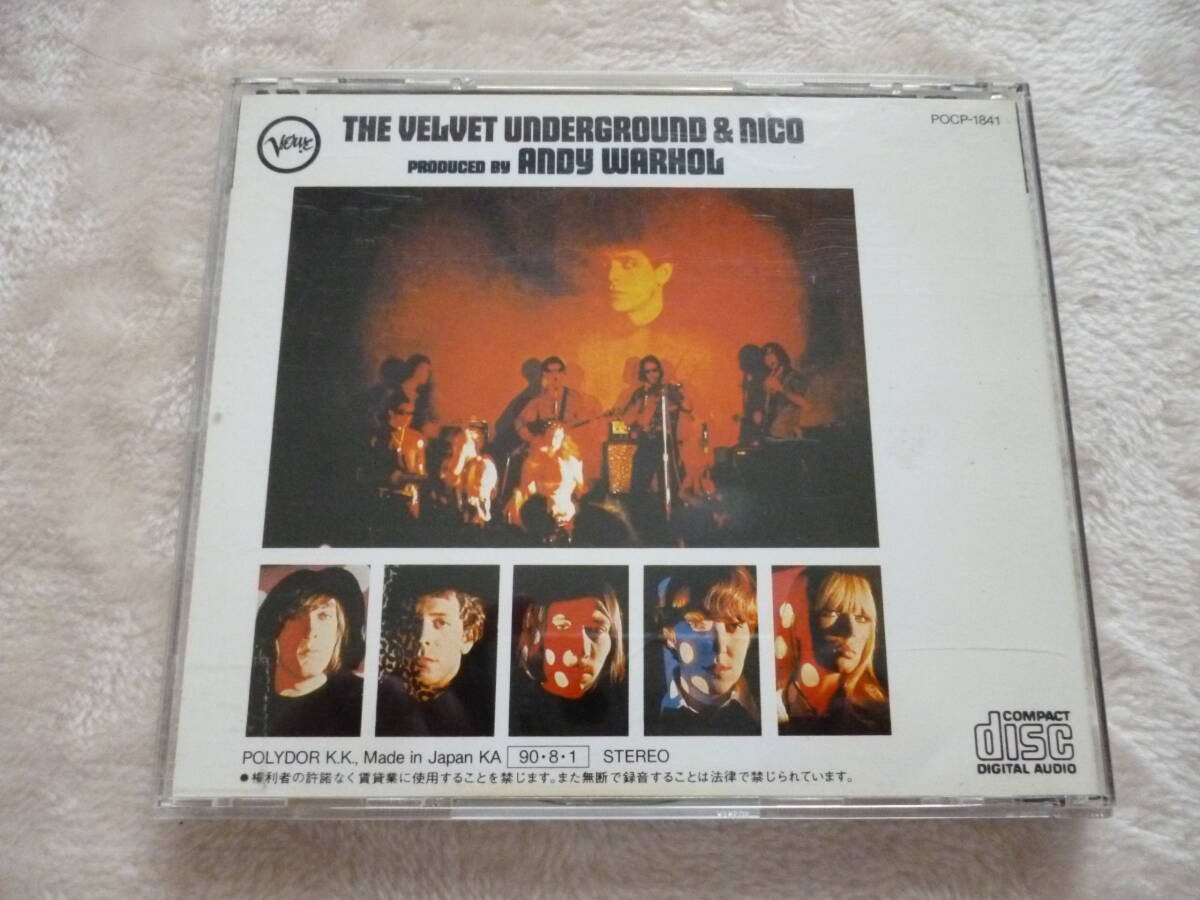 Verve
THE VELVET UNDERGROUND & NICO
POCP-1841
PRODUCED BY ANDY WARHOL
COMPACT
disc
DIGITAL AUDIO
POLYDOR K.K., Made in Japan KA 90・8・1 STEREO
●権利者の許諾なく賃貸業に使用することを禁じます。また無断で録音することは法律で禁じられています。